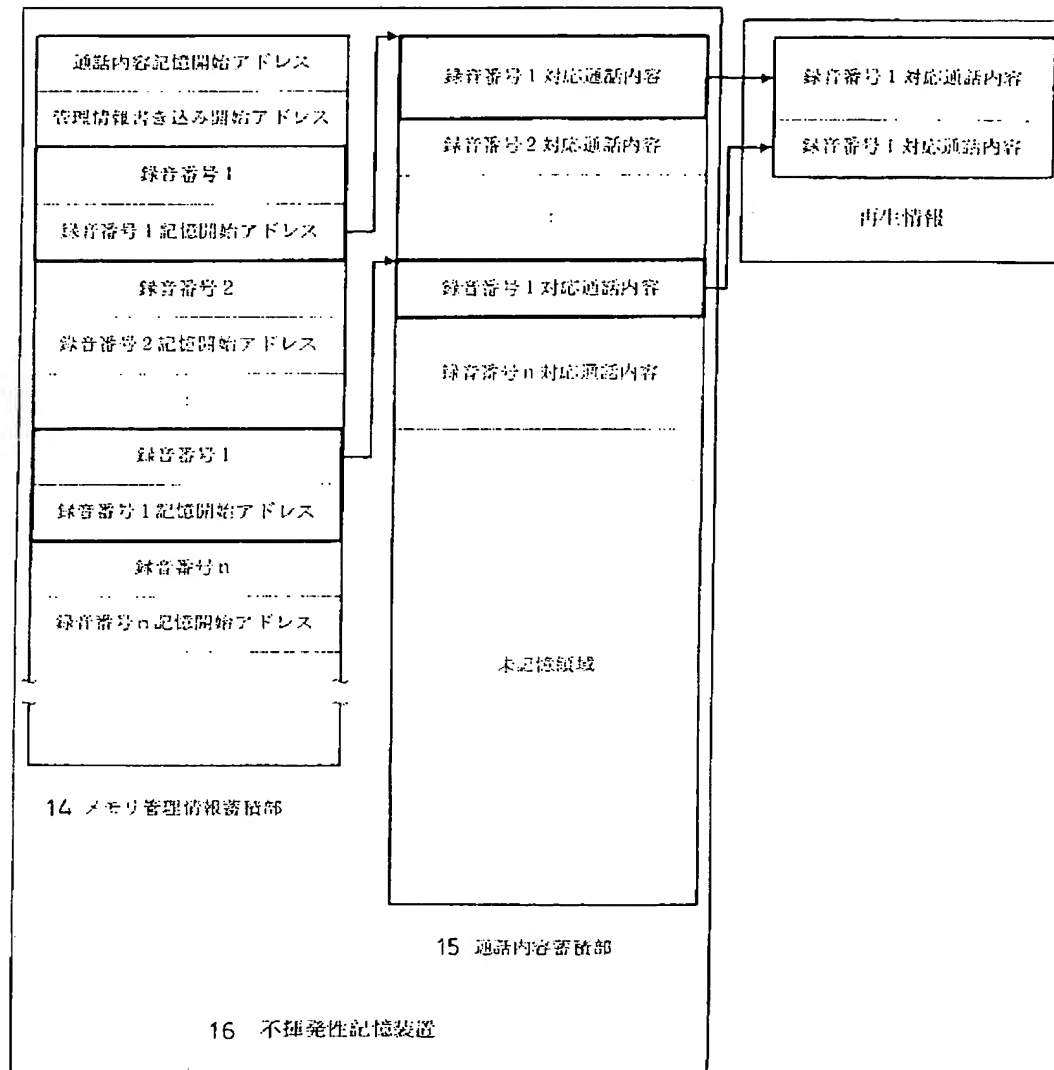 通話内容記憶開始アドレス
管理情報書き込み開始アドレス
録音番号1
録音番号1記憶開始アドレス
録音番号2
録音番号2記憶開始アドレス
:
録音番号1
録音番号1記憶開始アドレス
録音番号n
録音番号n記憶開始アドレス
14 メモリ管理情報蓄積部
録音番号1対応通話内容
録音番号2対応通話内容
:
録音番号1対応通話内容
録音番号n対応通話内容
未記憶領域
15 通話内容蓄積部
16 不揮発性記憶装置
録音番号1対応通話内容
録音番号1対応通話内容
再生情報